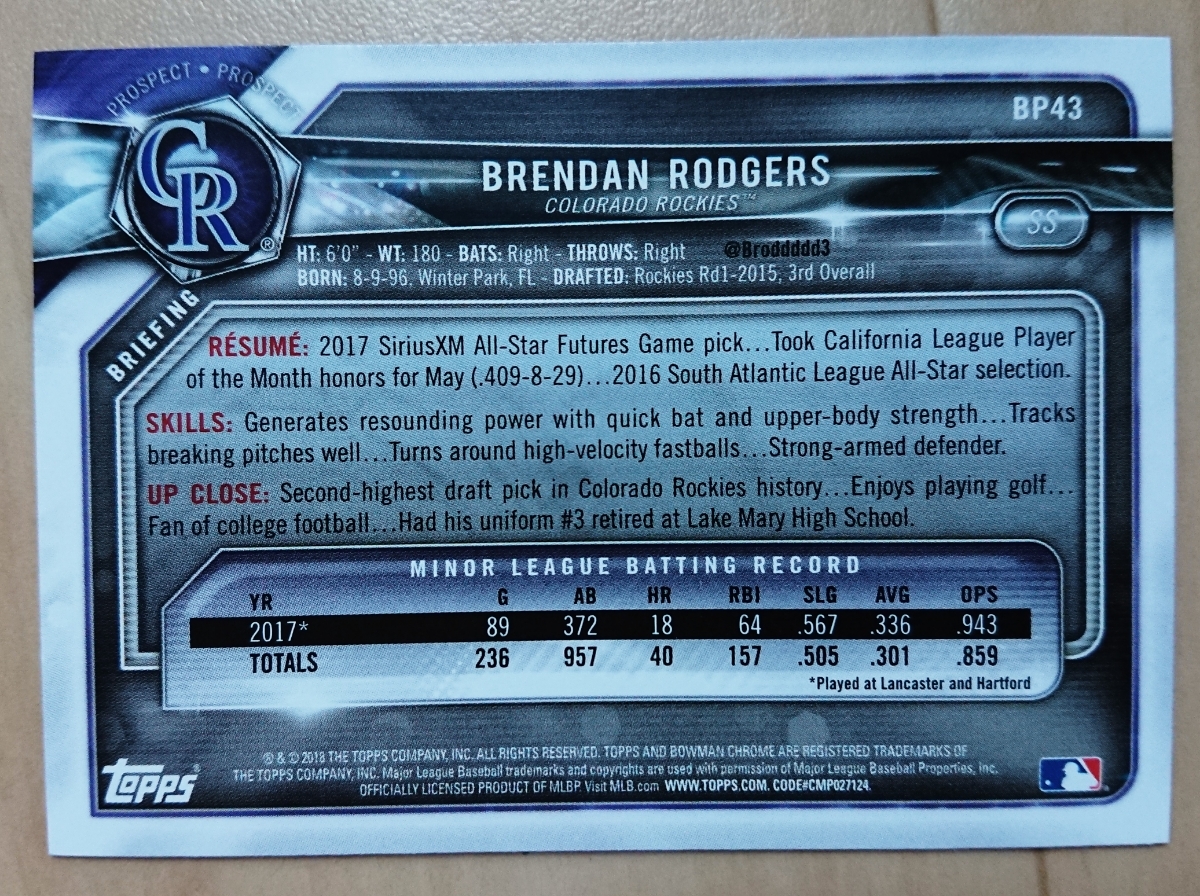 PROSPECT • PROSPECT
BP43
CR®
BRENDAN RODGERS
COLORADO ROCKIES™
SS
HT: 6'0" - WT: 180 - BATS: Right - THROWS: Right @Broddddd3
BORN: 8-9-96, Winter Park, FL - DRAFTED: Rockies Rd1-2015, 3rd Overall
BRIEFING
RÉSUMÉ: 2017 SiriusXM All-Star Futures Game pick...Took California League Player
of the Month honors for May (.409-8-29)...2016 South Atlantic League All-Star selection.
SKILLS: Generates resounding power with quick bat and upper-body strength...Tracks
breaking pitches well...Turns around high-velocity fastballs...Strong-armed defender.
UP CLOSE: Second-highest draft pick in Colorado Rockies history...Enjoys playing golf...
Fan of college football...Had his uniform #3 retired at Lake Mary High School.
MINOR LEAGUE BATTING RECORD
YR G AB HR RBI SLG AVG OPS
2017* 89 372 18 64 .567 .336 .943
TOTALS 236 957 40 157 .505 .301 .859
*Played at Lancaster and Hartford
® & © 2018 THE TOPPS COMPANY, INC. ALL RIGHTS RESERVED. TOPPS AND BOWMAN CHROME ARE REGISTERED TRADEMARKS OF
THE TOPPS COMPANY, INC. Major League Baseball trademarks and copyrights are used with permission of Major League Baseball Properties, Inc.
OFFICIALLY LICENSED PRODUCT OF MLBP Visit MLB.com WWW.TOPPS.COM. CODE#CMP027124.
TOPPS®